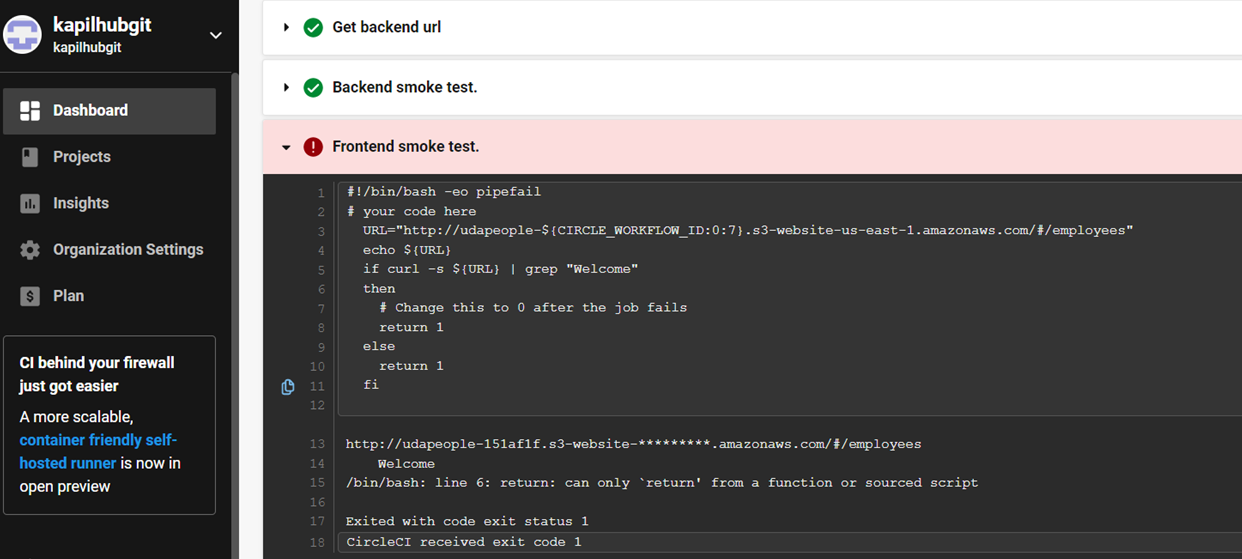 kapilhubgit
kapilhubgit
Dashboard
Projects
Insights
Organization Settings
Plan
CI behind your firewall
just got easier
A more scalable,
container friendly self-
hosted runner is now in
open preview
Get backend url
Backend smoke test.
Frontend smoke test.
1 #!/bin/bash -eo pipefail
2 # your code here
3 URL="http://udapeople-${CIRCLE_WORKFLOW_ID:0:7}.s3-website-us-east-1.amazonaws.com/#/employees"
4 echo ${URL}
5 if curl -s ${URL} | grep "Welcome"
6 then
7 # Change this to 0 after the job fails
8 return 1
9 else
10 return 1
11 fi
12
13 http://udapeople-151af1f.s3-website-*********.amazonaws.com/#/employees
14 Welcome
15 /bin/bash: line 6: return: can only `return' from a function or sourced script
16
17 Exited with code exit status 1
18 CircleCI received exit code 1